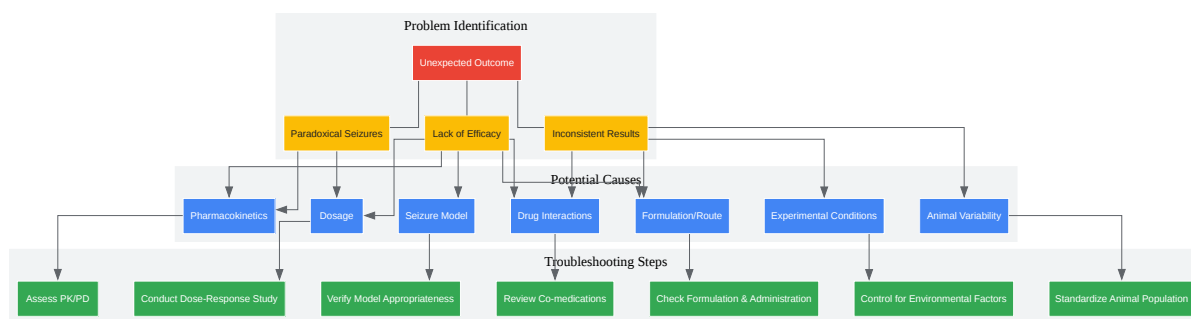 Problem Identification
Unexpected Outcome
Paradoxical Seizures
Lack of Efficacy
Inconsistent Results
Potential Causes
Pharmacokinetics
Dosage
Seizure Model
Drug Interactions
Formulation/Route
Experimental Conditions
Animal Variability
Troubleshooting Steps
Assess PK/PD
Conduct Dose-Response Study
Verify Model Appropriateness
Review Co-medications
Check Formulation & Administration
Control for Environmental Factors
Standardize Animal Population